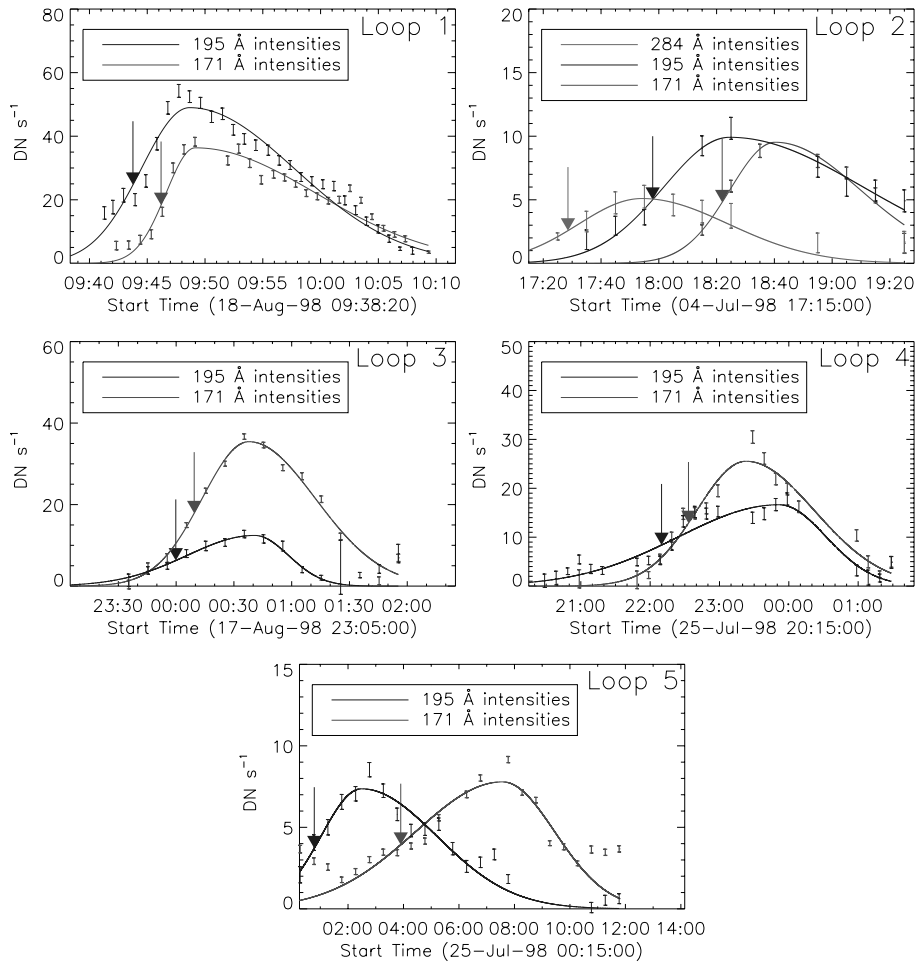 Loop 1
195 Å intensities
171 Å intensities
DN s⁻¹
80
60
40
20
0
09:40 09:45 09:50 09:55 10:00 10:05 10:10
Start Time (18-Aug-98 09:38:20)
Loop 2
284 Å intensities
195 Å intensities
171 Å intensities
DN s⁻¹
20
15
10
5
0
17:20 17:40 18:00 18:20 18:40 19:00 19:20
Start Time (04-Jul-98 17:15:00)
Loop 3
195 Å intensities
171 Å intensities
DN s⁻¹
60
40
20
0
23:30 00:00 00:30 01:00 01:30 02:00
Start Time (17-Aug-98 23:05:00)
Loop 4
195 Å intensities
171 Å intensities
DN s⁻¹
50
40
30
20
10
0
21:00 22:00 23:00 00:00 01:00
Start Time (25-Jul-98 20:15:00)
Loop 5
195 Å intensities
171 Å intensities
DN s⁻¹
15
10
5
0
02:00 04:00 06:00 08:00 10:00 12:00 14:00
Start Time (25-Jul-98 00:15:00)